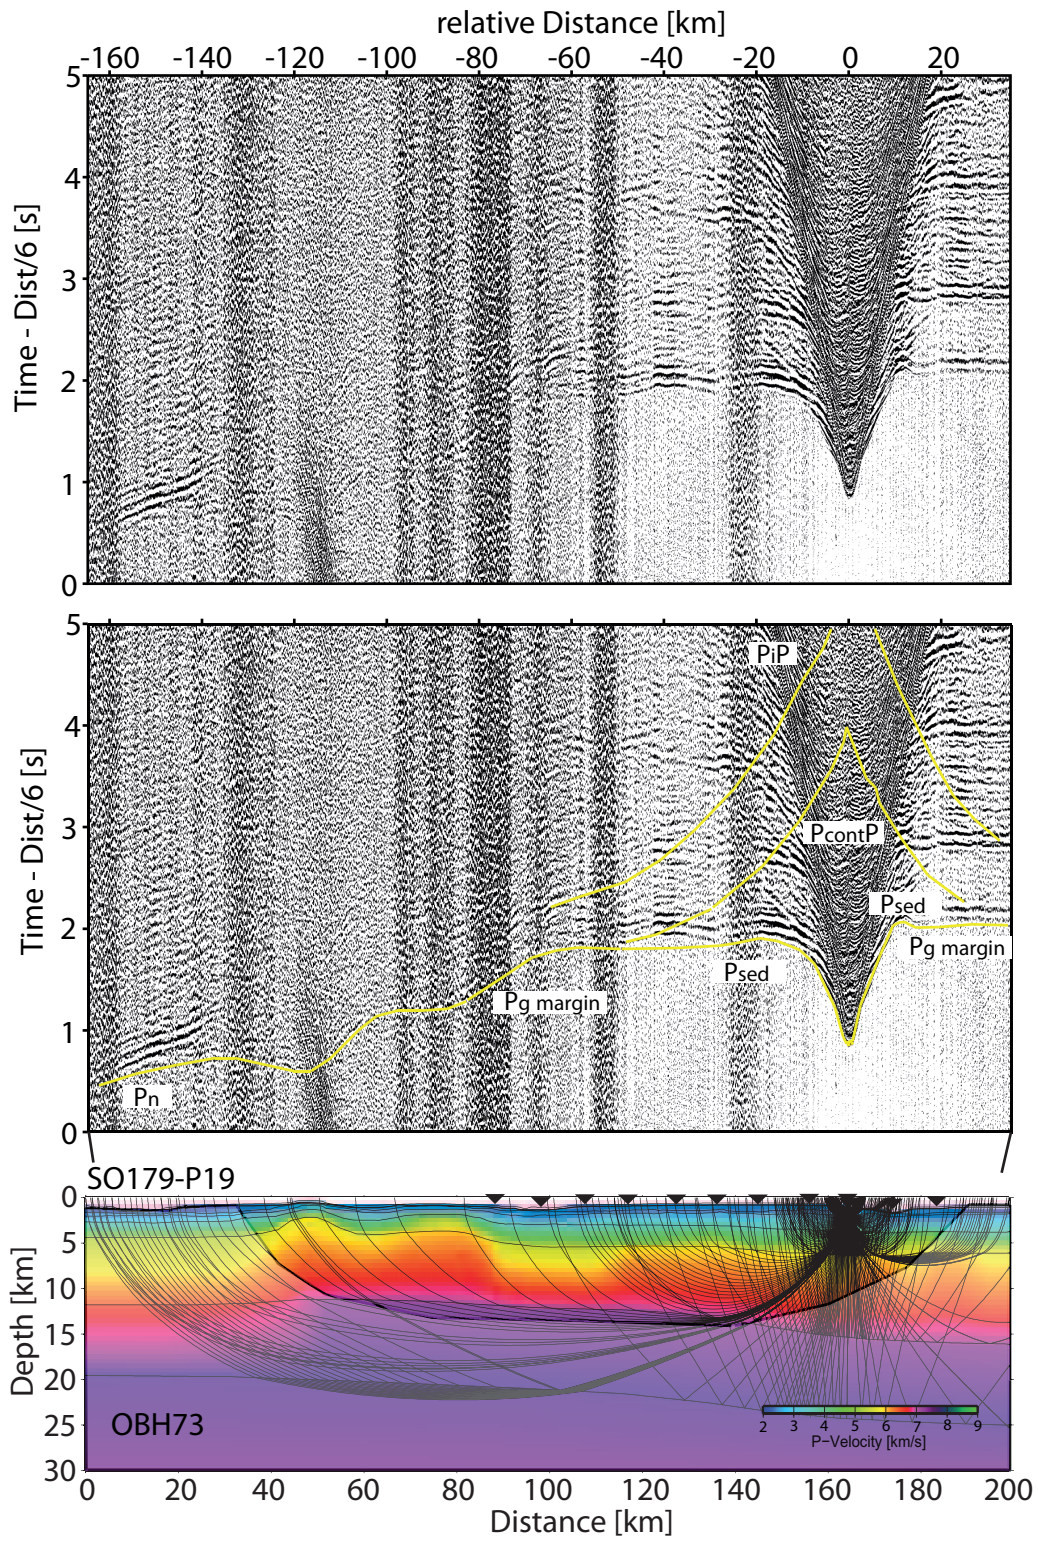 relative Distance [km]
-160 -140 -120 -100 -80 -60 -40 -20 0 20
5
4
3
2
1
0
Time - Dist/6 [s]
5
4
3
2
1
0
Time - Dist/6 [s]
PiP
PcontP
Psed
Pg margin
Psed
Pg margin
Pn
SO179-P19
0
5
10
15
20
25
30
Depth [km]
OBH73
2 3 4 5 6 7 8 9
P-Velocity [km/s]
0 20 40 60 80 100 120 140 160 180 200
Distance [km]